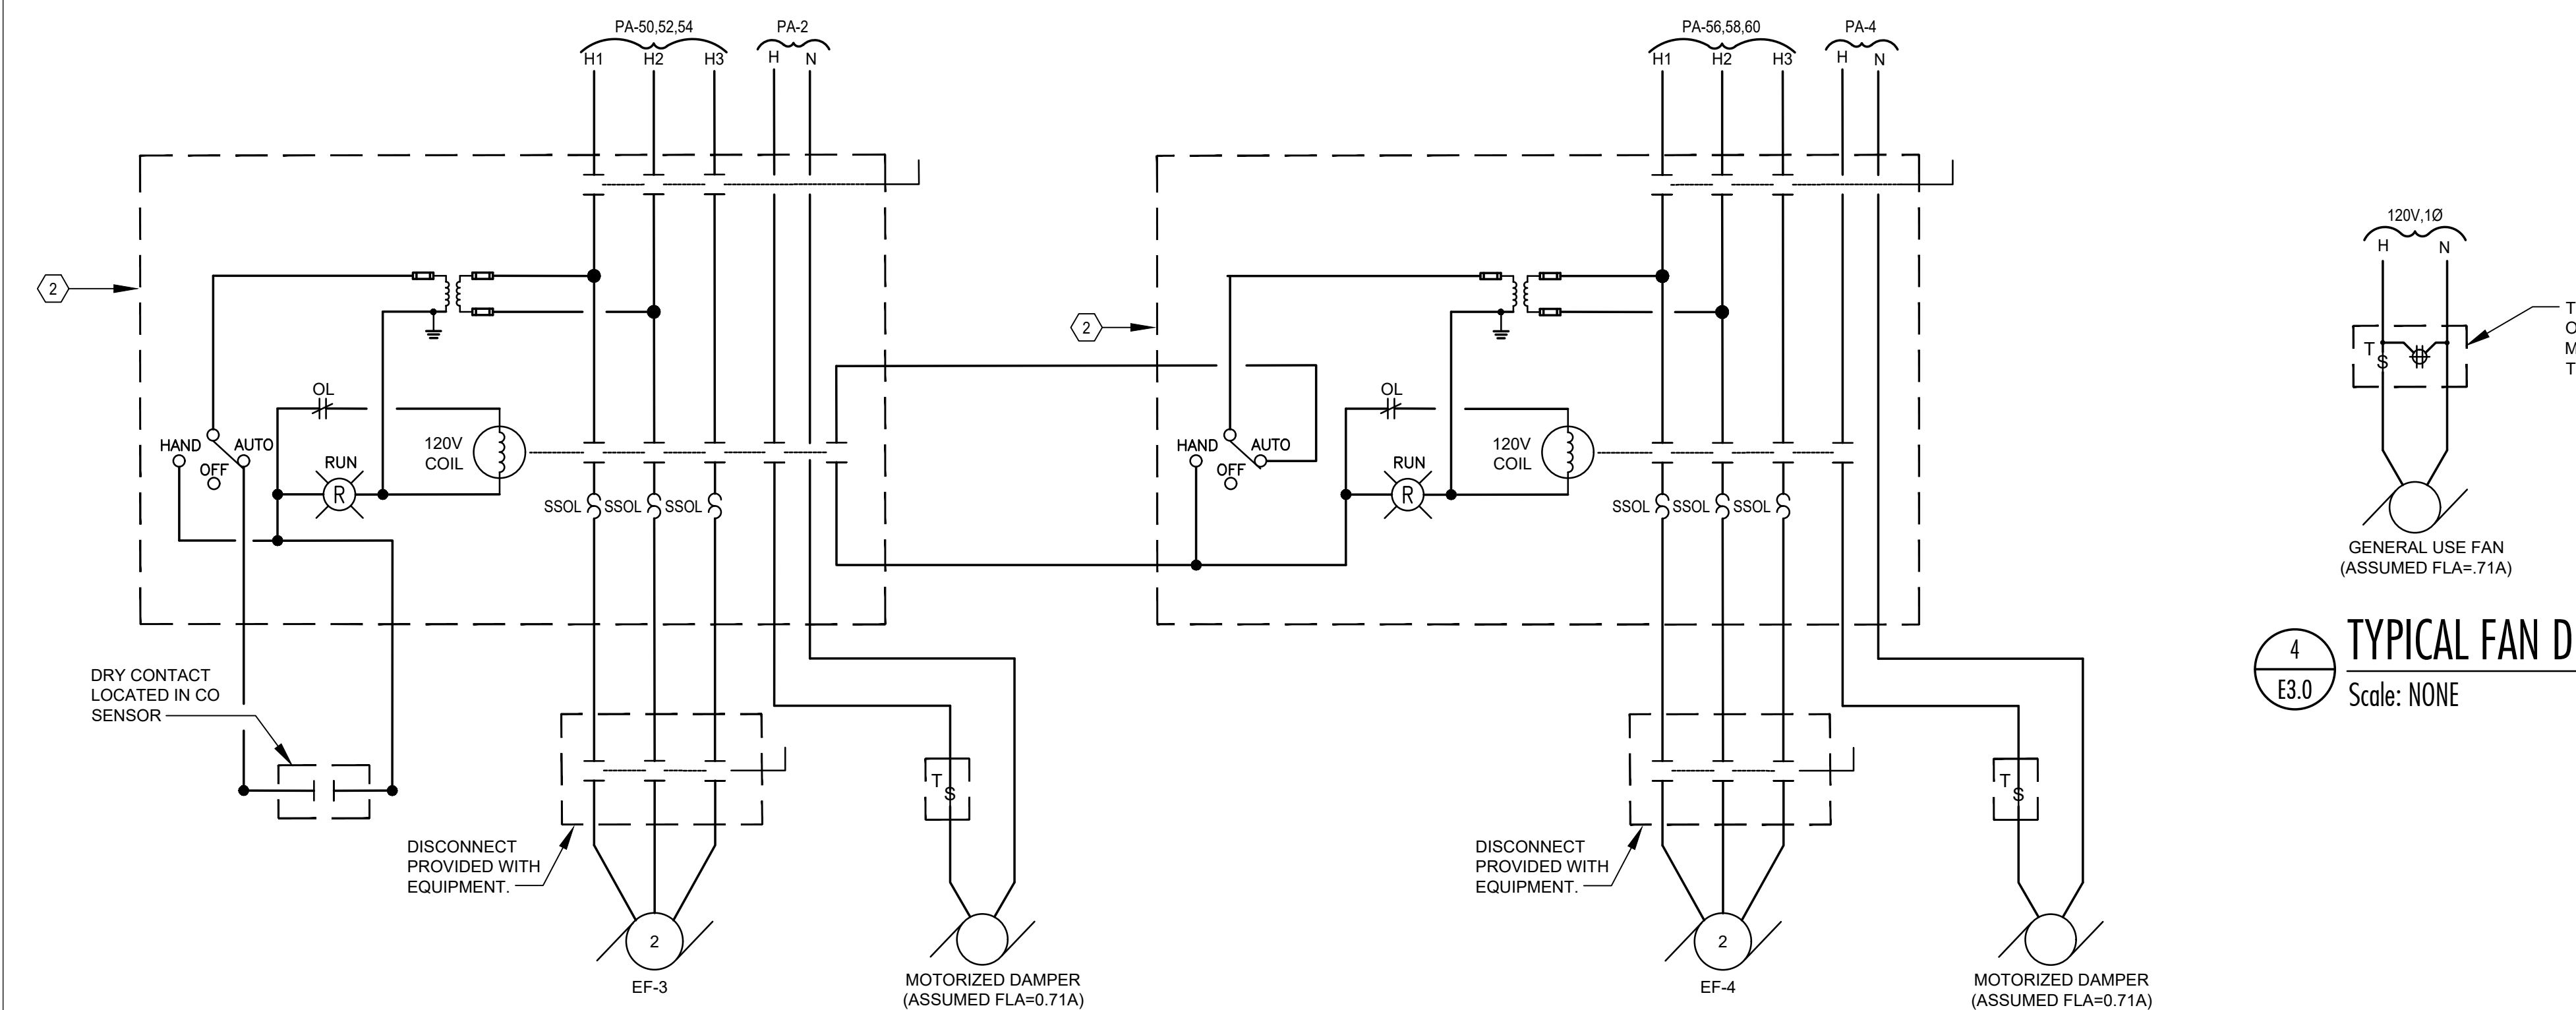 PA-50,52,54
H1 H2 H3
PA-2
H N
2
OL
HAND AUTO
OFF
RUN
R
120V
COIL
SSOL SSOL SSOL
DRY CONTACT
LOCATED IN CO
SENSOR
DISCONNECT
PROVIDED WITH
EQUIPMENT.
2
EF-3
T
S
MOTORIZED DAMPER
(ASSUMED FLA=0.71A)
PA-56,58,60
H1 H2 H3
PA-4
H N
2
OL
HAND AUTO
OFF
RUN
R
120V
COIL
SSOL SSOL SSOL
DISCONNECT
PROVIDED WITH
EQUIPMENT.
2
EF-4
T
S
MOTORIZED DAMPER
(ASSUMED FLA=0.71A)
120V,1Ø
H N
T
S
GENERAL USE FAN
(ASSUMED FLA=.71A)
4
E3.0
TYPICAL FAN D
Scale: NONE